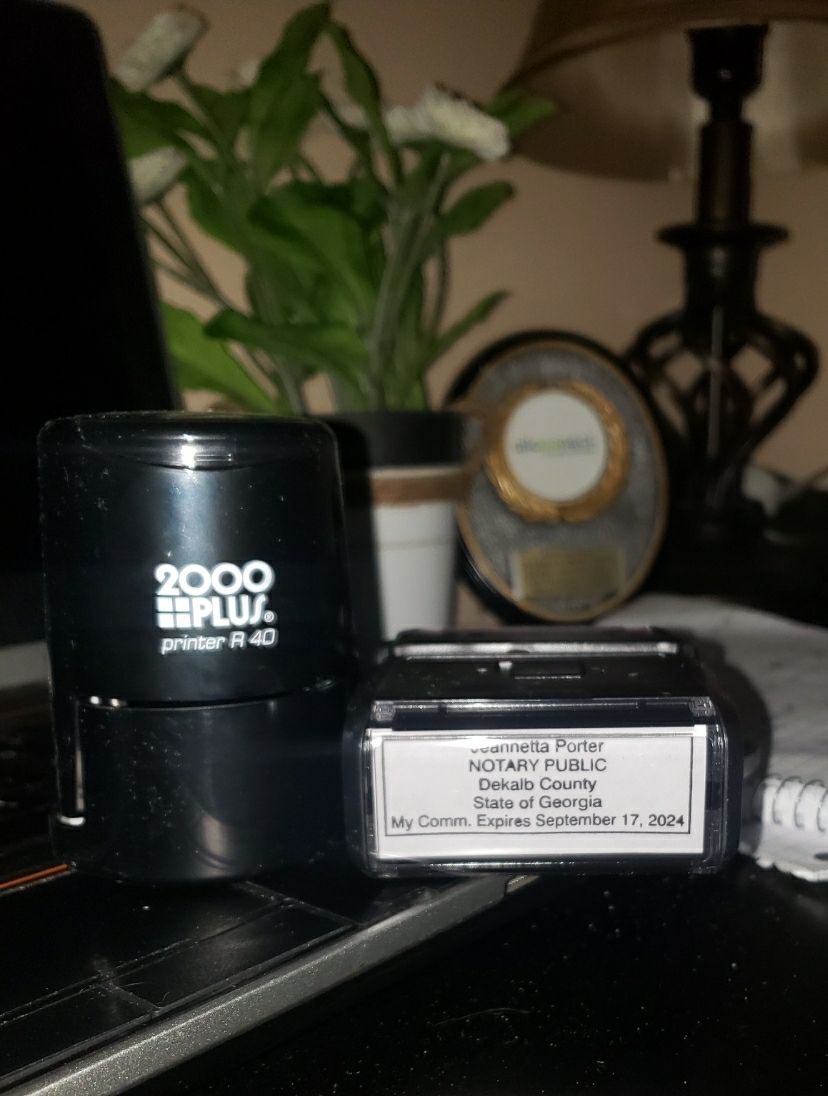 2000
PLUS®
printer R 40
Jeannetta Porter
NOTARY PUBLIC
Dekalb County
State of Georgia
My Comm. Expires September 17, 2024